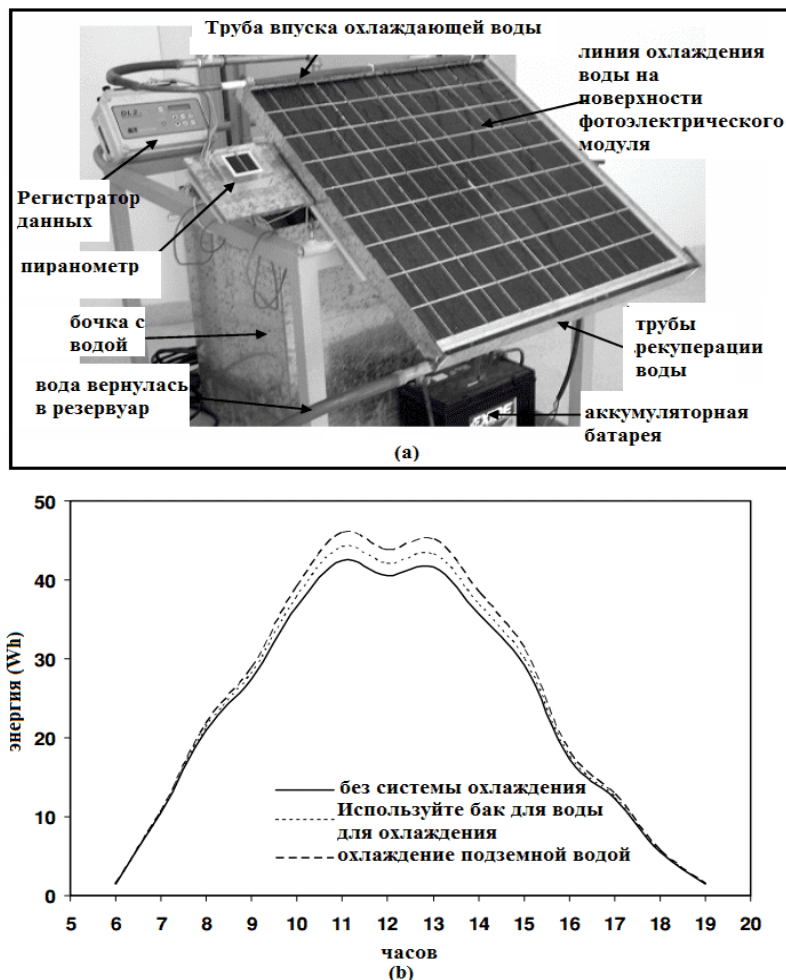 Труба впуска охлаждающей воды
линия охлаждения
воды на
поверхности
фотоэлектрического
модуля
DL2
Регистратор
данных
пиранометр
бочка с
водой
вода вернулась
в резервуар
трубы
рекуперации
воды
аккумуляторная
батарея
(a)
50
40
30
20
10
0
энергия (Wh)
без системы охлаждения
Используйте бак для воды
для охлаждения
охлаждение подземной водой
5 6 7 8 9 10 11 12 13 14 15 16 17 18 19 20
часов
(b)